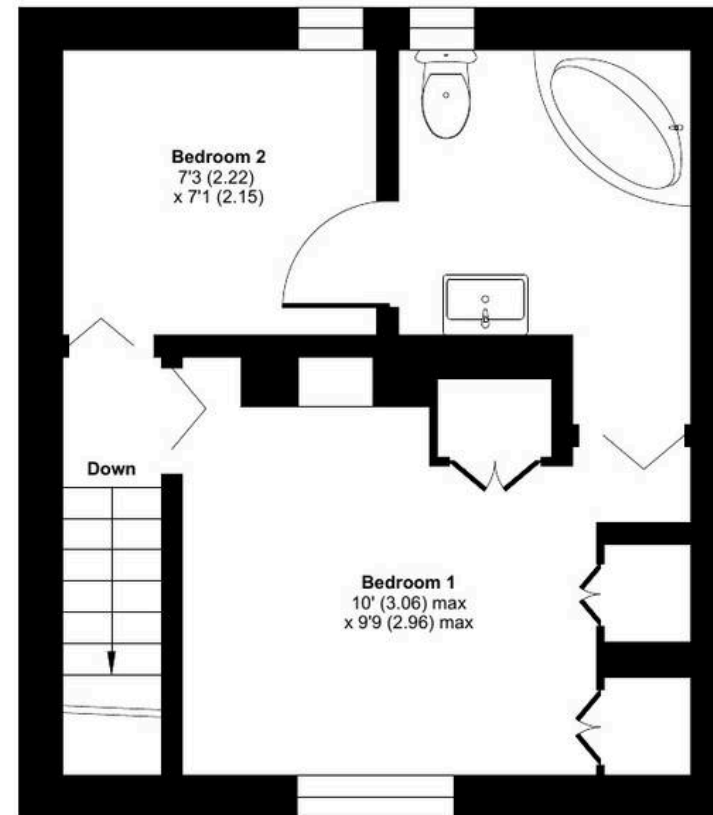 Bedroom 2
7'3 (2.22)
x 7'1 (2.15)
Down
Bedroom 1
10' (3.06) max
x 9'9 (2.96) max